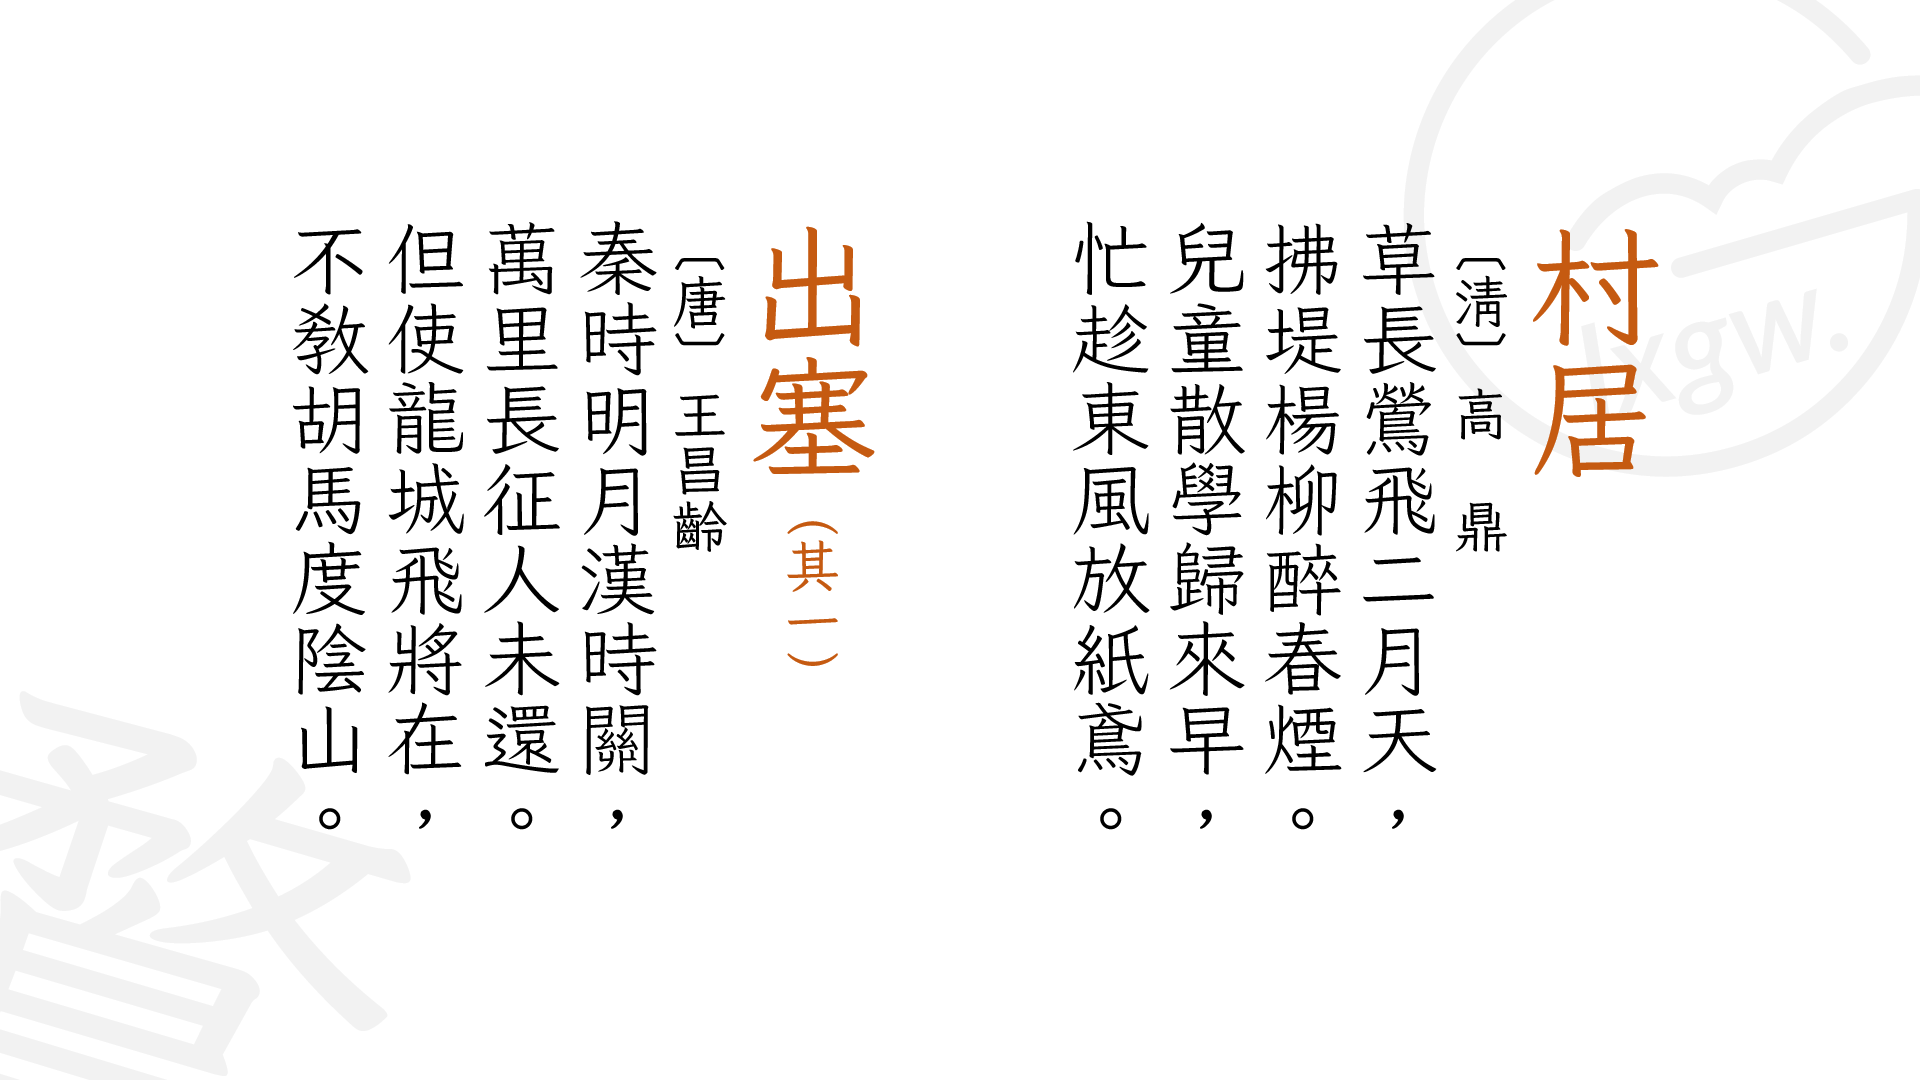 村居
〔清〕 高 鼎
草長鶯飛二月天，
拂堤楊柳醉春煙。
兒童散學歸來早，
忙趁東風放紙鳶。
出塞（其一）
〔唐〕 王昌齡
秦時明月漢時關，
萬里長征人未還。
但使龍城飛將在，
不教胡馬度陰山。
lxgw.